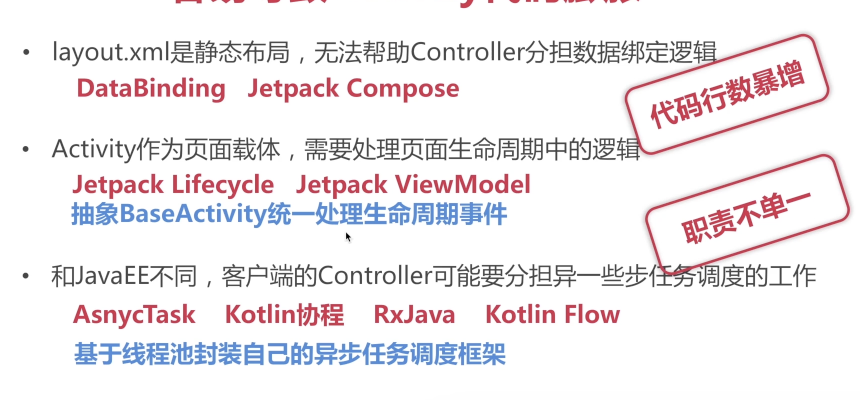 • layout.xml是静态布局，无法帮助Controller分担数据绑定逻辑
DataBinding Jetpack Compose
代码行数暴增
• Activity作为页面载体，需要处理页面生命周期中的逻辑
Jetpack Lifecycle Jetpack ViewModel
抽象BaseActivity统一处理生命周期事件
职责不单一
• 和JavaEE不同，客户端的Controller可能要分担异一些步任务调度的工作
AsnycTask Kotlin协程 RxJava Kotlin Flow
基于线程池封装自己的异步任务调度框架